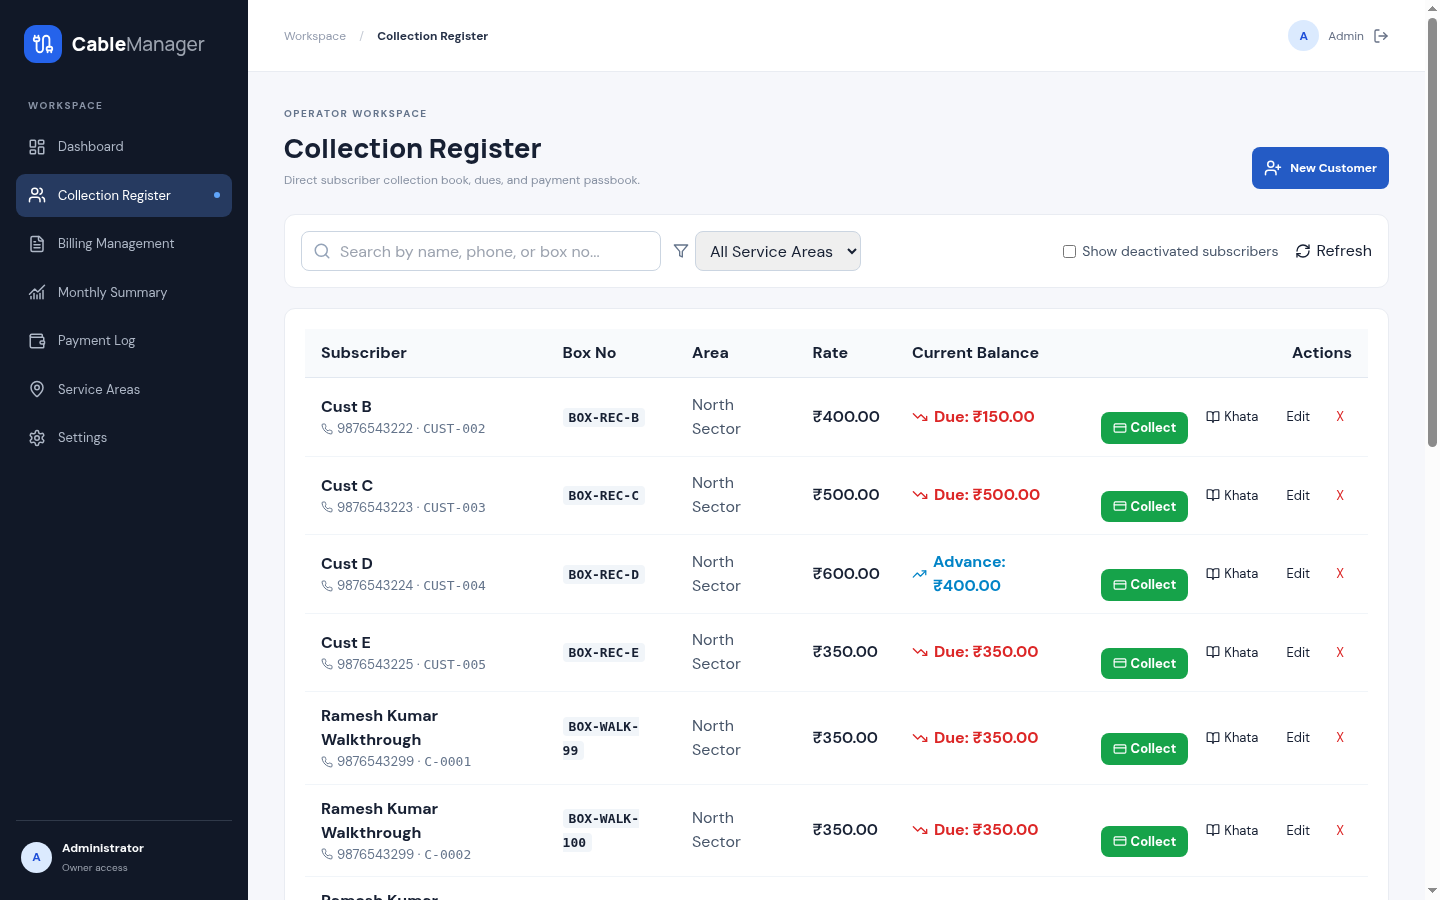 CableManager
WORKSPACE
Dashboard
Collection Register
Billing Management
Monthly Summary
Payment Log
Service Areas
Settings
A
Administrator
Owner access
Workspace / Collection Register
A Admin
OPERATOR WORKSPACE
Collection Register
Direct subscriber collection book, dues, and payment passbook.
New Customer
Search by name, phone, or box no...
All Service Areas
Show deactivated subscribers
Refresh
Subscriber Box No Area Rate Current Balance Actions
Cust B
9876543222 · CUST-002
BOX-REC-B
North
Sector
₹400.00
Due: ₹150.00
Collect Khata Edit X
Cust C
9876543223 · CUST-003
BOX-REC-C
North
Sector
₹500.00
Due: ₹500.00
Collect Khata Edit X
Cust D
9876543224 · CUST-004
BOX-REC-D
North
Sector
₹600.00
Advance:
₹400.00
Collect Khata Edit X
Cust E
9876543225 · CUST-005
BOX-REC-E
North
Sector
₹350.00
Due: ₹350.00
Collect Khata Edit X
Ramesh Kumar
Walkthrough
9876543299 · C-0001
BOX-WALK-
99
North
Sector
₹350.00
Due: ₹350.00
Collect Khata Edit X
Ramesh Kumar
Walkthrough
9876543299 · C-0002
BOX-WALK-
100
North
Sector
₹350.00
Due: ₹350.00
Collect Khata Edit X
Ramesh Kumar